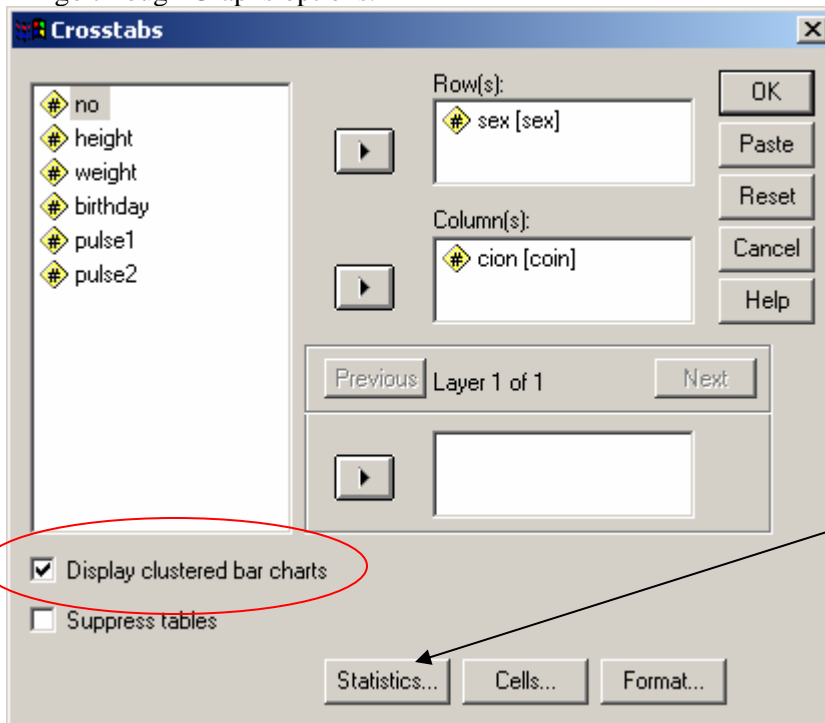 Crosstabs
no
height
weight
birthday
pulse1
pulse2
Row(s):
sex [sex]
Column(s):
cion [coin]
OK
Paste
Reset
Cancel
Help
Previous Layer 1 of 1 Next
Display clustered bar charts
Suppress tables
Statistics... Cells... Format...